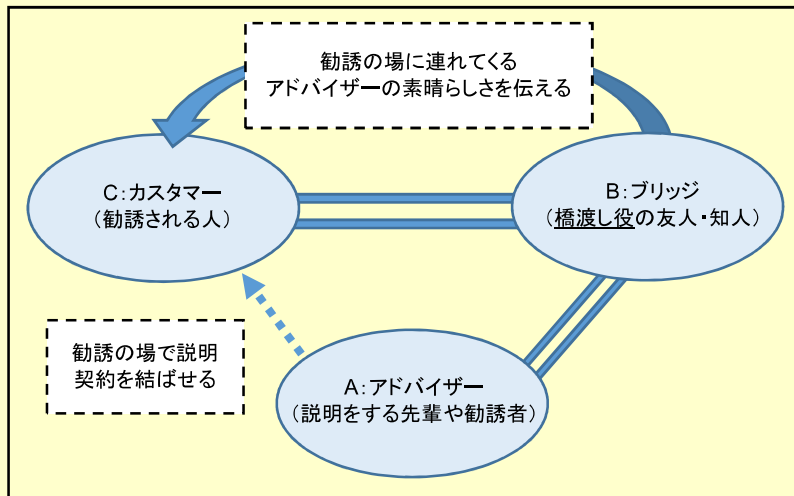 勧誘の場に連れてくる
アドバイザーの素晴らしさを伝える
C:カスタマー
(勧誘される人)
B:ブリッジ
(橋渡し役の友人・知人)
勧誘の場で説明
契約を結ばせる
A:アドバイザー
(説明をする先輩や勧誘者)